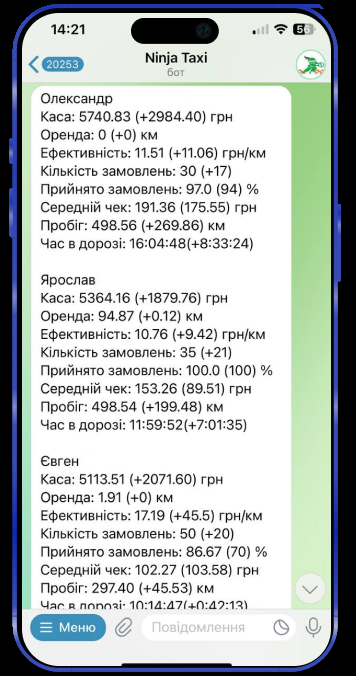 14:21
56
20253
Ninja Taxi
бот
Олександр
Каса: 5740.83 (+2984.40) грн
Оренда: 0 (+0) км
Ефективність: 11.51 (+11.06) грн/км
Кількість замовлень: 30 (+17)
Прийнято замовлень: 97.0 (94) %
Середній чек: 191.36 (175.55) грн
Пробіг: 498.56 (+269.86) км
Час в дорозі: 16:04:48(+8:33:24)
Ярослав
Каса: 5364.16 (+1879.76) грн
Оренда: 94.87 (+0.12) км
Ефективність: 10.76 (+9.42) грн/км
Кількість замовлень: 35 (+21)
Прийнято замовлень: 100.0 (100) %
Середній чек: 153.26 (89.51) грн
Пробіг: 498.54 (+199.48) км
Час в дорозі: 11:59:52(+7:01:35)
Євген
Каса: 5113.51 (+2071.60) грн
Оренда: 1.91 (+0) км
Ефективність: 17.19 (+45.5) грн/км
Кількість замовлень: 50 (+20)
Прийнято замовлень: 86.67 (70) %
Середній чек: 102.27 (103.58) грн
Пробіг: 297.40 (+45.53) км
Час в дорозі: 10:14:47(+0:42:13)
Меню
Повідомлення